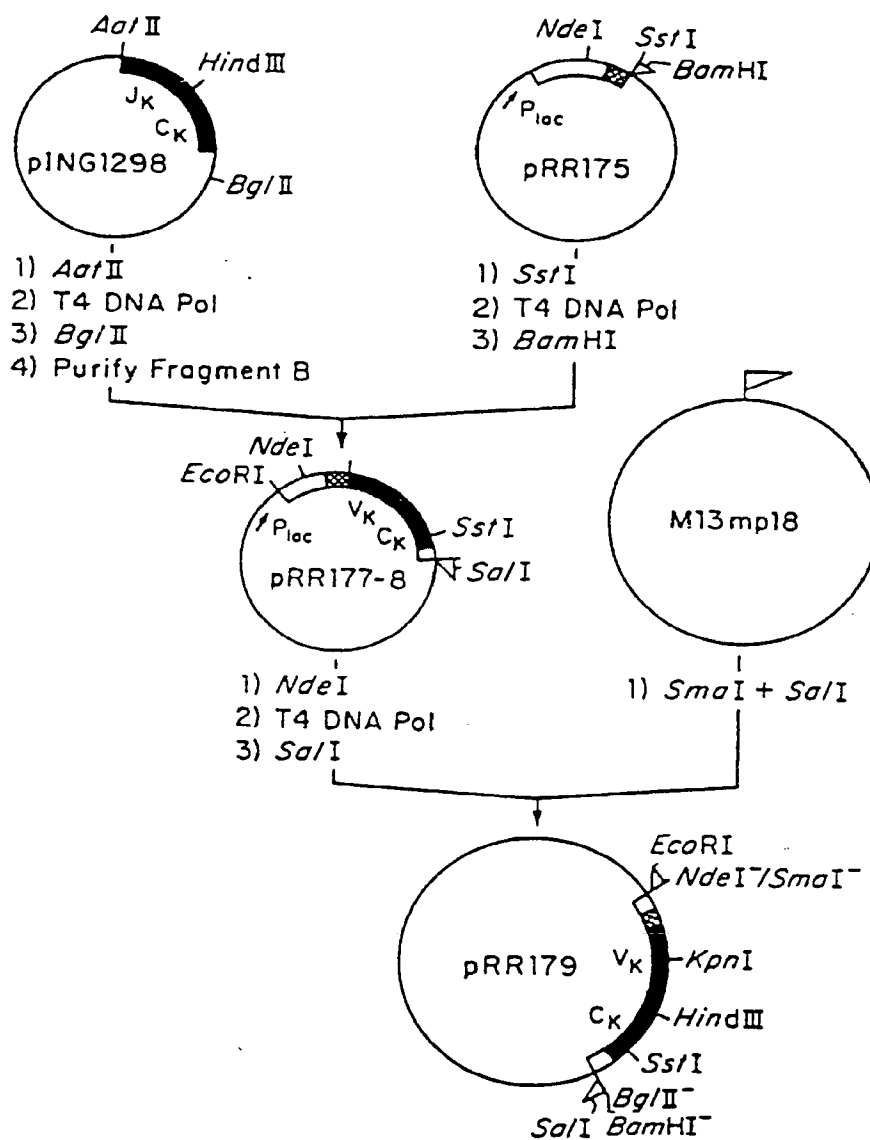 AatII
HindIII
JK
CK
pING1298
BglII
1) AatII
2) T4 DNA Pol
3) BglII
4) Purify Fragment B
NdeI
SstI
BamHI
Plac
pRR175
1) SstI
2) T4 DNA Pol
3) BamHI
NdeI
EcoRI
Plac
VK
CK
SstI
SalI
pRR177-8
M13mp18
1) NdeI
2) T4 DNA Pol
3) SalI
1) SmaI + SalI
EcoRI
NdeI⁻/SmaI⁻
pRR179
VK
KpnI
CK
HindIII
SstI
BglII⁻
SalI BamHI⁻